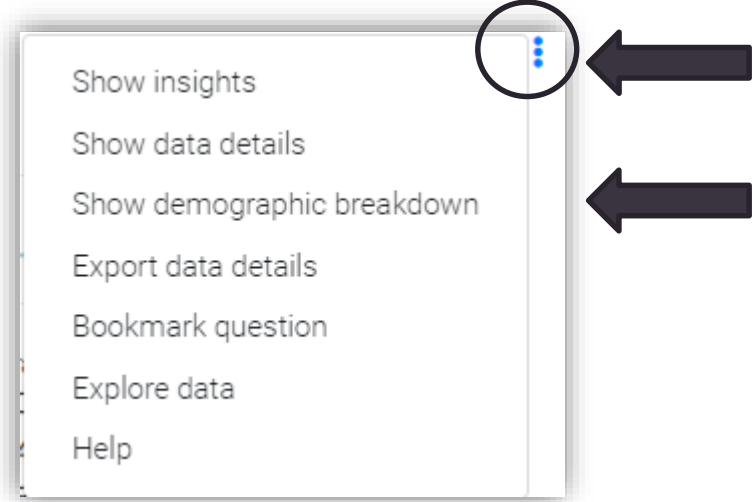 Show insights
Show data details
Show demographic breakdown
Export data details
Bookmark question
Explore data
Help